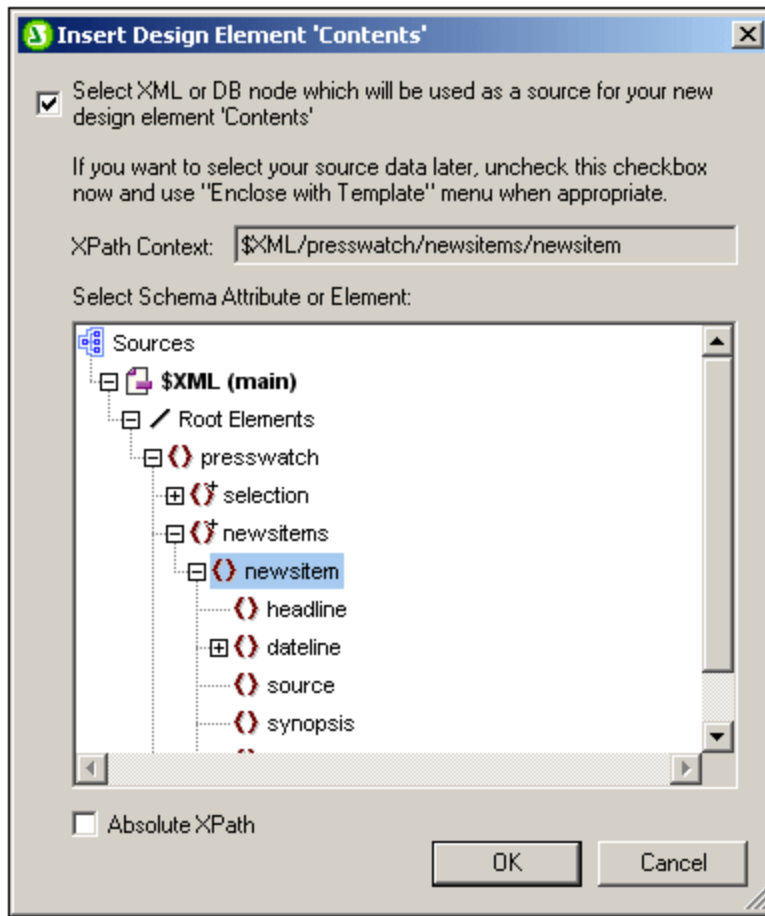 Insert Design Element 'Contents'
Select XML or DB node which will be used as a source for your new
design element 'Contents'
If you want to select your source data later, uncheck this checkbox
now and use "Enclose with Template" menu when appropriate.
XPath Context: $XML/presswatch/newsitems/newsitem
Select Schema Attribute or Element:
Sources
$XML (main)
Root Elements
presswatch
selection
newsitems
newsitem
headline
dateline
source
synopsis
Absolute XPath
OK Cancel